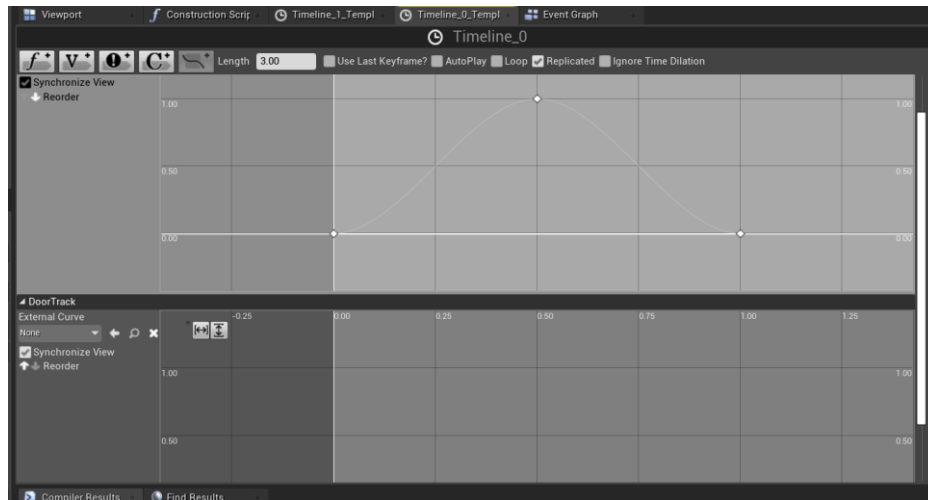 Viewport
Construction Scrip
Timeline_1_Templ
Timeline_0_Templ
Event Graph
Timeline_0
f V C Length 3.00 Use Last Keyframe? AutoPlay Loop Replicated Ignore Time Dilation
Synchronize View
Reorder
1.00 1.00
0.50 0.50
0.00 0.00
DoorTrack
External Curve
-0.25 0.00 0.25 0.50 0.75 1.00 1.25
None
Synchronize View
Reorder
1.00 1.00
0.50 0.50
Compiler Results
Find Results